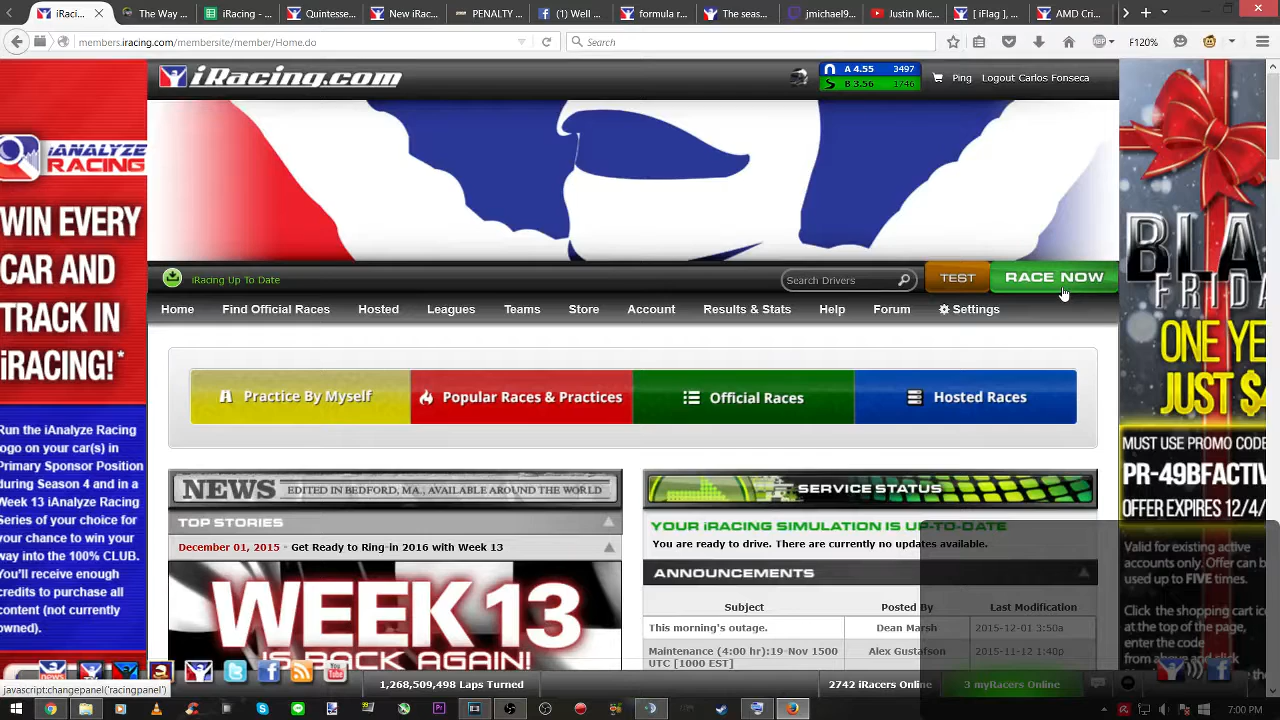 iRaci...
The Way ...
iRacing - ...
Quintesse...
New iRac...
PENALTY ...
(1) Well ...
formula r...
The seas...
jmichael9...
Justin Mic...
[ iFlag ], ...
AMD Cri...
members.iracing.com/membersite/member/Home.do
Search
F120%
iRacing.com
A 4.55 3497
B 3.56 1746
Ping
Logout Carlos Fonseca
iRacing Up To Date
Search Drivers
TEST
RACE NOW
Home
Find Official Races
Hosted
Leagues
Teams
Store
Account
Results & Stats
Help
Forum
Settings
Practice By Myself
Popular Races & Practices
Official Races
Hosted Races
iANALYZE
RACING
WIN EVERY
CAR AND
TRACK IN
iRACING!*
Run the iAnalyze Racing
logo on your car(s) in
Primary Sponsor Position
during Season 4 and in a
Week 13 iAnalyze Racing
Series of your choice for
your chance to win your
way into the 100% CLUB.
You'll receive enough
credits to purchase all
content (not currently
owned).
NEWS EDITED IN BEDFORD, MA., AVAILABLE AROUND THE WORLD
TOP STORIES
December 01, 2015 - Get Ready to Ring-in 2016 with Week 13
WEEK 13
IS BACK AGAIN!
SERVICE STATUS
YOUR iRACING SIMULATION IS UP-TO-DATE
You are ready to drive. There are currently no updates available.
ANNOUNCEMENTS
Subject Posted By Last Modification
This morning's outage. Dean Marsh 2015-12-01 3:50a
Maintenance (4:00 hr):19-Nov 1500
UTC [1000 EST] Alex Gustafson 2015-11-12 1:40p
BLA
FRID
ONE YE
JUST $4
MUST USE PROMO CODE
PR-49BFACTIV
OFFER EXPIRES 12/4/
Valid for existing active
accounts only. Offer can b
used up to FIVE times.
Click the shopping cart ic
at the top of the page,
enter the code
from above and click
javascript:changepanel('racingpanel')
1,268,509,498 Laps Turned
2742 iRacers Online
3 myRacers Online
7:00 PM